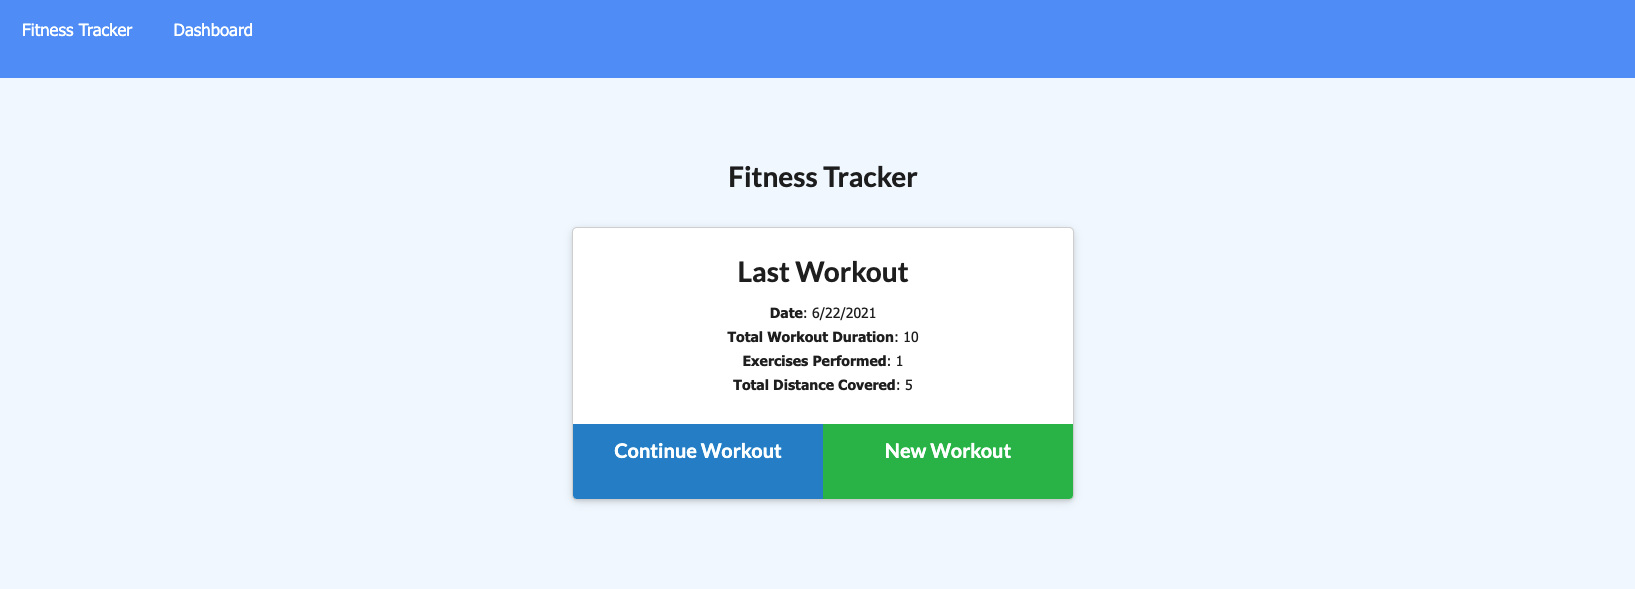 Fitness Tracker Dashboard
Fitness Tracker
Last Workout
Date: 6/22/2021
Total Workout Duration: 10
Exercises Performed: 1
Total Distance Covered: 5
Continue Workout New Workout